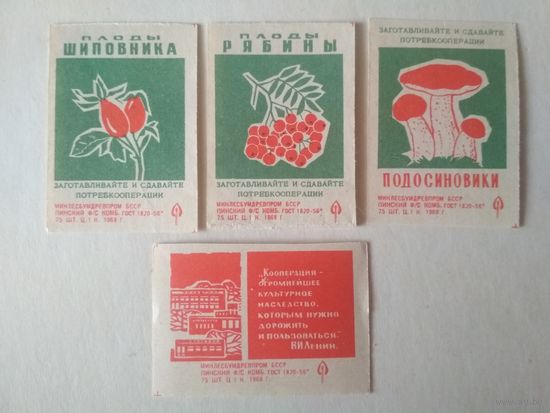 ПЛОДЫ
ШИПОВНИКА
ЗАГОТАВЛИВАЙТЕ И СДАВАЙТЕ
ПОТРЕБКООПЕРАЦИИ
МИНЛЕСБУМДРЕВПРОМ БССР
ПИНСКИЙ Ф/С КОМБ. ГОСТ 1820-56*
75 ШТ. Ц. 1 К. 1968 Г.
ПЛОДЫ
РЯБИНЫ
ЗАГОТАВЛИВАЙТЕ И СДАВАЙТЕ
ПОТРЕБКООПЕРАЦИИ
МИНЛЕСБУМДРЕВПРОМ БССР
ПИНСКИЙ Ф/С КОМБ. ГОСТ 1820-56*
75 ШТ. Ц. 1 К. 1968 Г.
ЗАГОТАВЛИВАЙТЕ И СДАВАЙТЕ
ПОТРЕБКООПЕРАЦИИ
ПОДОСИНОВИКИ
МИНЛЕСБУМДРЕВПРОМ БССР
ПИНСКИЙ Ф/С КОМБ. ГОСТ 1820-56*
75 ШТ. Ц. 1 К. 1968 Г.
„Кооперация -
огромнейшее
культурное
наследство,
которым нужно
дорожить
и пользоваться"
В.И.Ленин.
МИНЛЕСБУМДРЕВПРОМ БССР
ПИНСКИЙ Ф/С КОМБ. ГОСТ 1820-56*
75 ШТ. Ц. 1 К. 1968 Г.